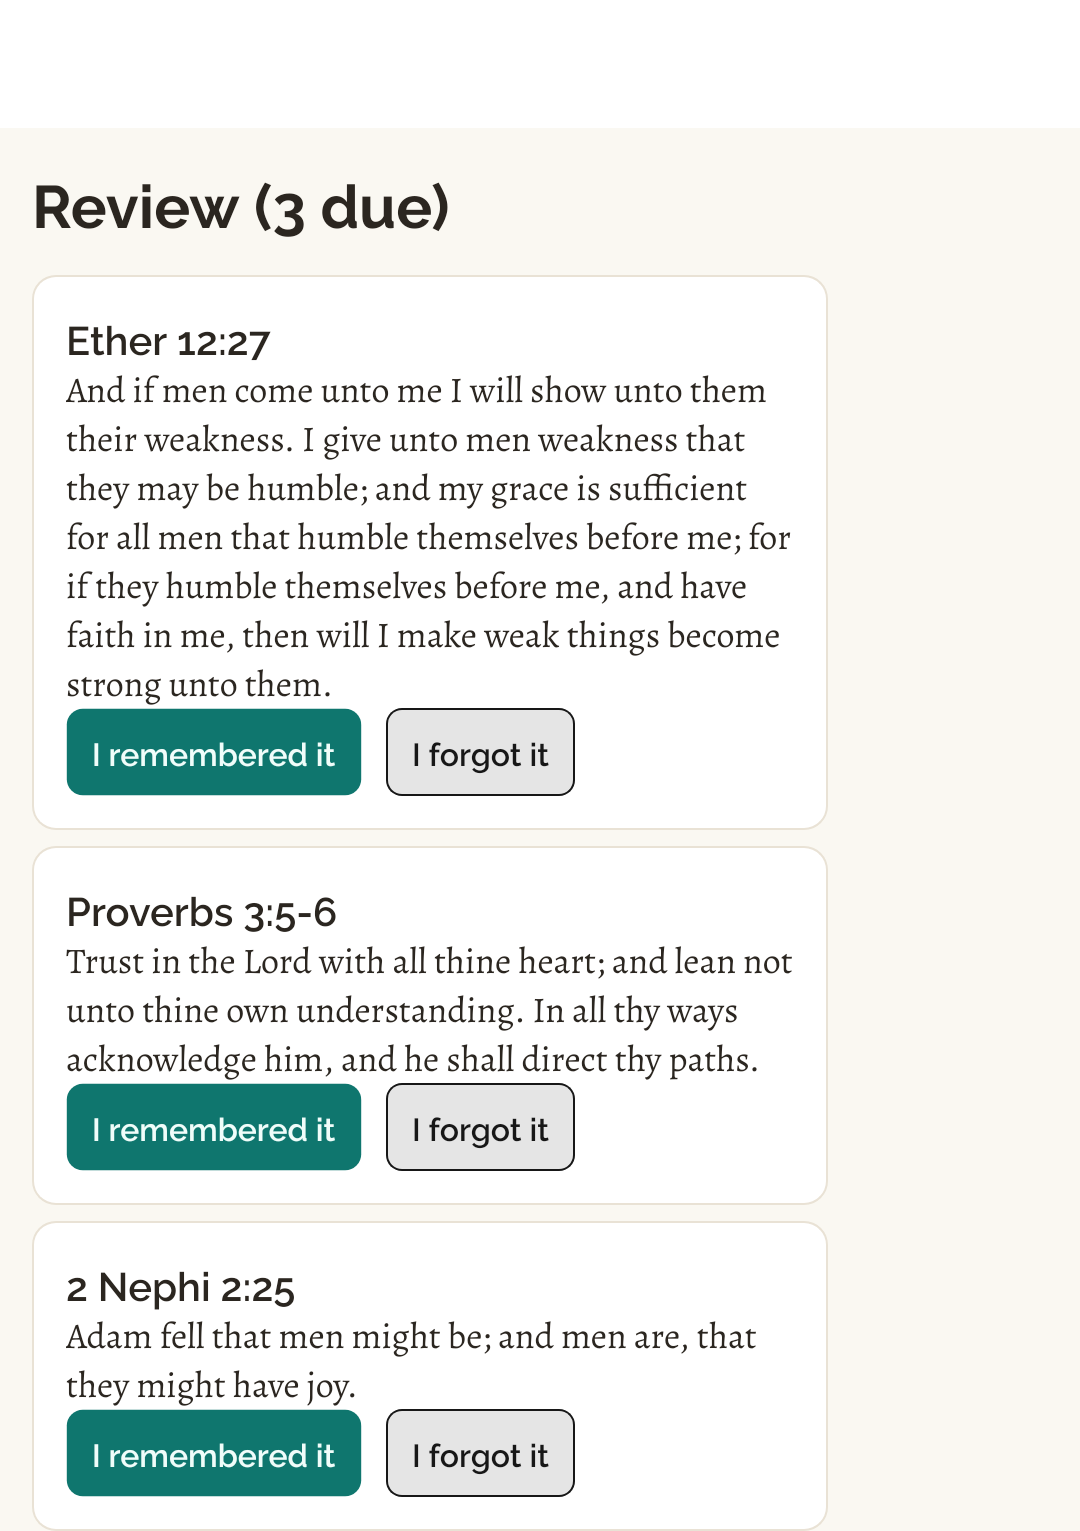 Review (3 due)
Ether 12:27
And if men come unto me I will show unto them
their weakness. I give unto men weakness that
they may be humble; and my grace is sufficient
for all men that humble themselves before me; for
if they humble themselves before me, and have
faith in me, then will I make weak things become
strong unto them.
I remembered it
I forgot it
Proverbs 3:5-6
Trust in the Lord with all thine heart; and lean not
unto thine own understanding. In all thy ways
acknowledge him, and he shall direct thy paths.
I remembered it
I forgot it
2 Nephi 2:25
Adam fell that men might be; and men are, that
they might have joy.
I remembered it
I forgot it